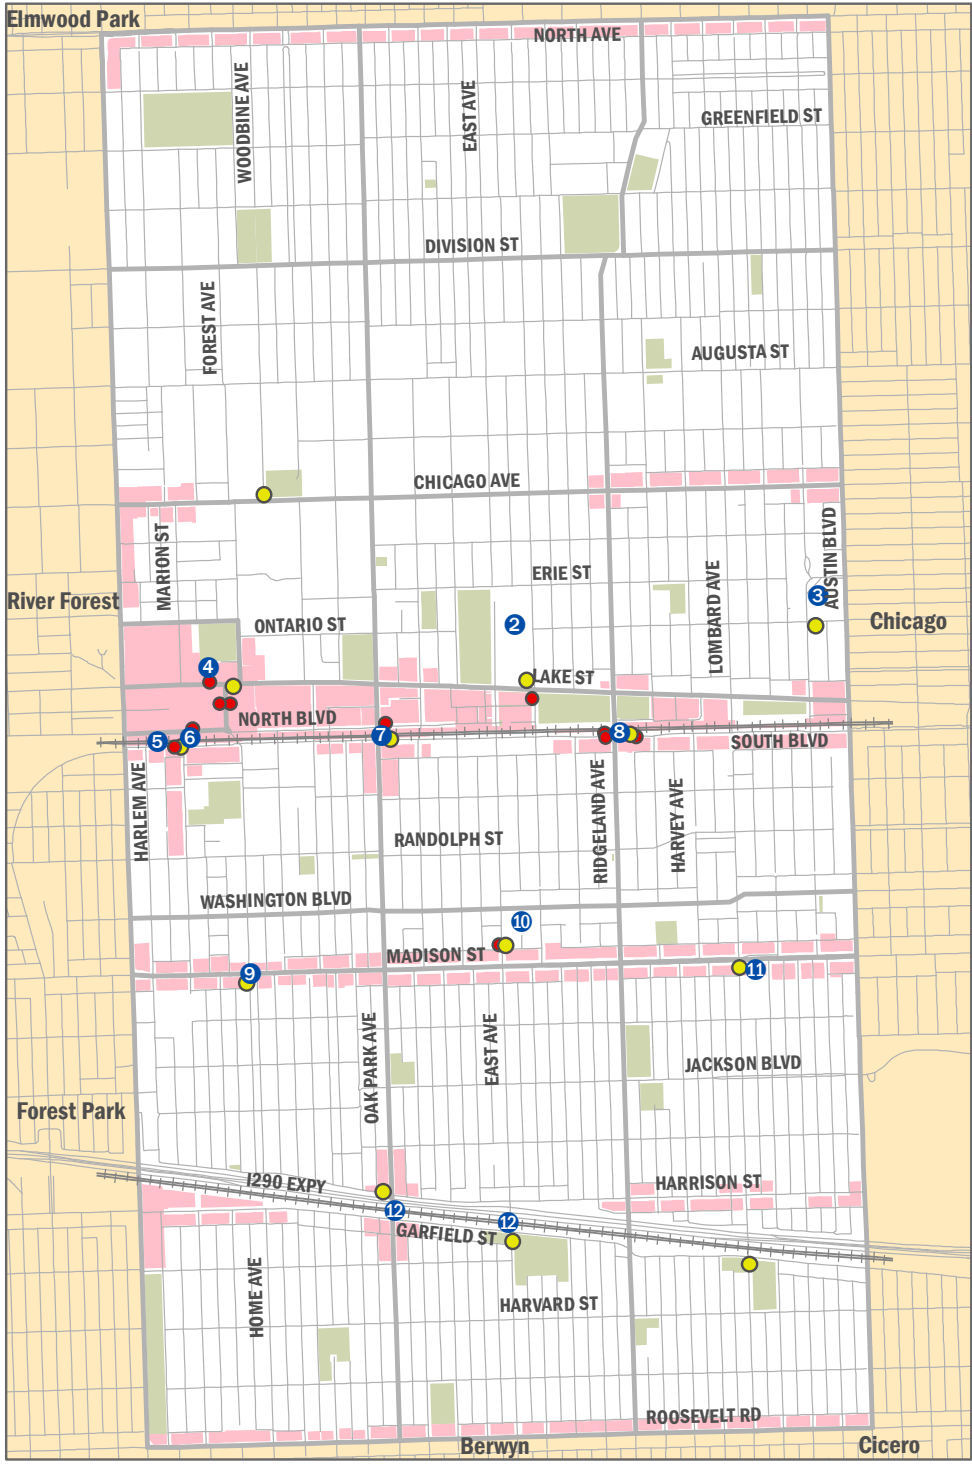 Elmwood Park
NORTH AVE
WOODBINE AVE
EAST AVE
GREENFIELD ST
DIVISION ST
FOREST AVE
AUGUSTA ST
CHICAGO AVE
MARION ST
AUSTIN BLVD
ERIE ST
LOMBARD AVE
3
River Forest
ONTARIO ST
2
Chicago
4
LAKE ST
NORTH BLVD
5
6
7
8
SOUTH BLVD
HARLEM AVE
RIDGELAND AVE
HARVEY AVE
RANDOLPH ST
WASHINGTON BLVD
10
MADISON ST
9
11
OAK PARK AVE
EAST AVE
JACKSON BLVD
Forest Park
I290 EXPY
HARRISON ST
12
12
GARFIELD ST
HOME AVE
HARVARD ST
ROOSEVELT RD
Berwyn
Cicero